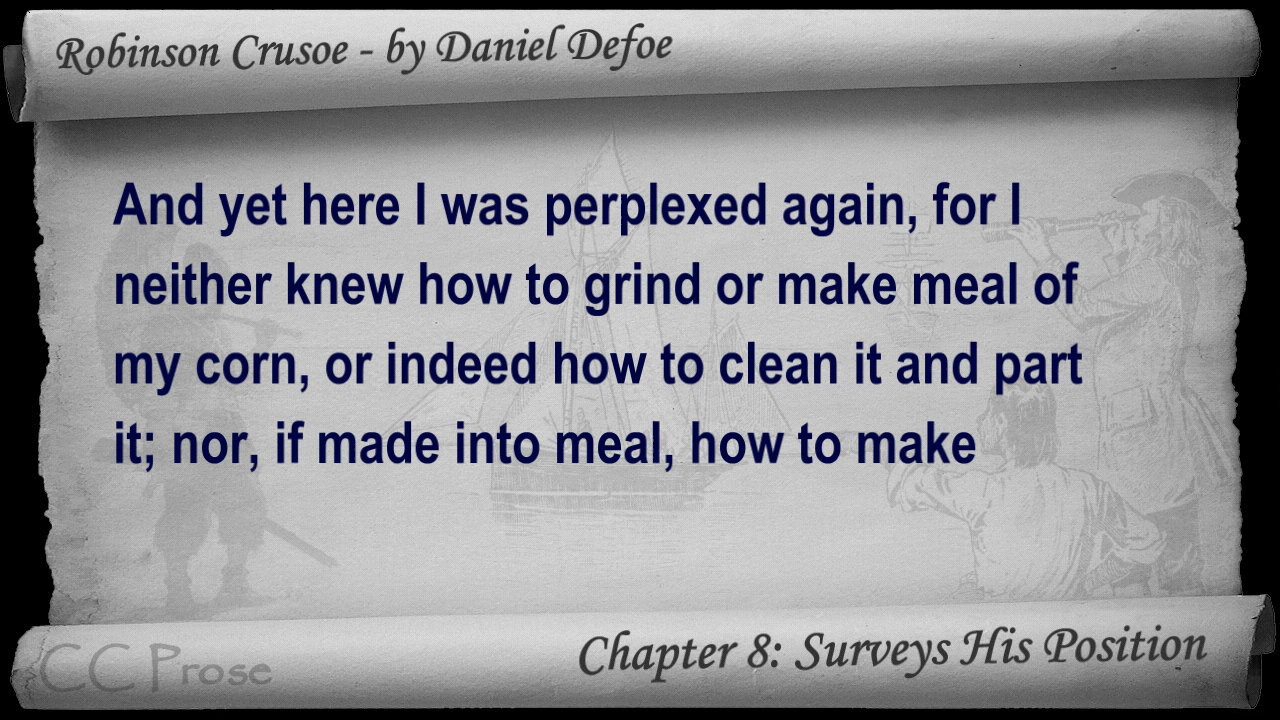 Robinson Crusoe - by Daniel Defoe
And yet here I was perplexed again, for I
neither knew how to grind or make meal of
my corn, or indeed how to clean it and part
it; nor, if made into meal, how to make
Chapter 8: Surveys His Position
CC Prose